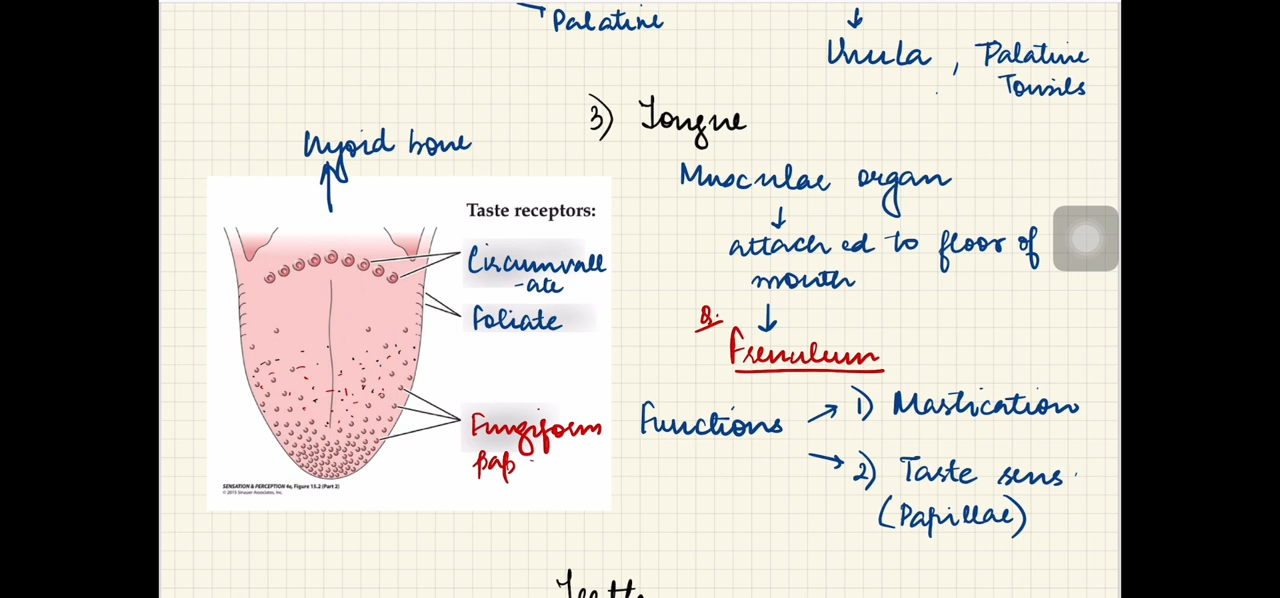 Palatine
Uvula , Palatine
Tonsils
3) Tongue
Hyoid bone
Muscular organ
Taste receptors:
attached to floor of
mouth
Circumvall
-ate
Foliate
Q.
Frenulum
Functions → 1) Mastication
Fungiform
pap.
→ 2) Taste sens.
(Papillae)
SENSATION & PERCEPTION 4e, Figure 15.2 (Part 2)
© 2015 Sinauer Associates, Inc.
Teeth